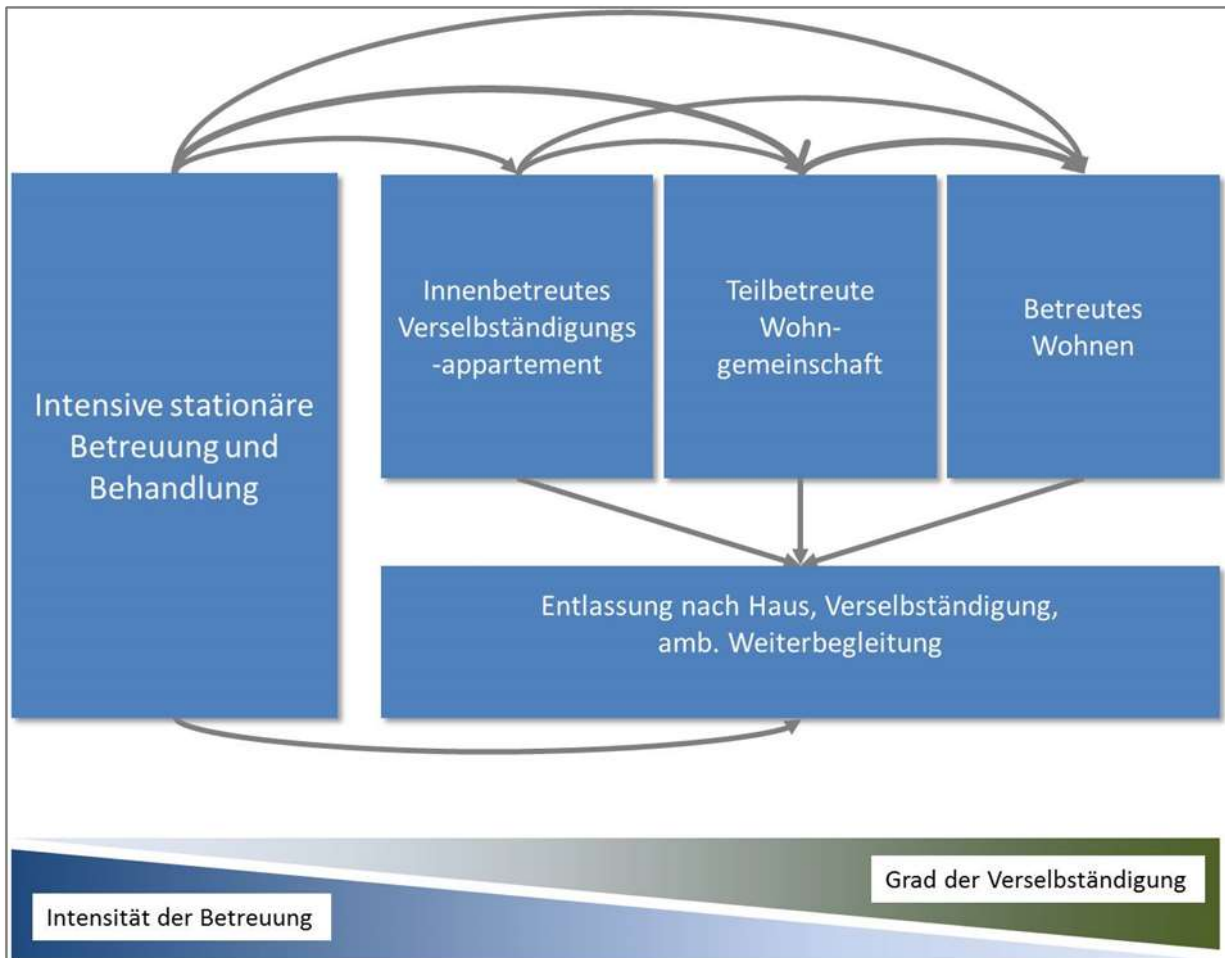 Intensive stationäre
Betreuung und
Behandlung
Innenbetreutes
Verselbständigungs
-appartement
Teilbetreute
Wohn-
gemeinschaft
Betreutes
Wohnen
Entlassung nach Haus, Verselbständigung,
amb. Weiterbegleitung
Grad der Verselbständigung
Intensität der Betreuung